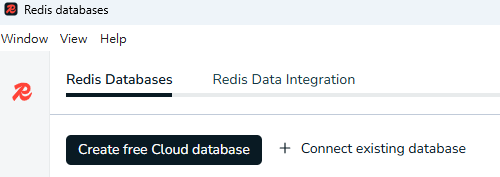 Redis databases
Window View Help
Redis Databases Redis Data Integration
Create free Cloud database + Connect existing database